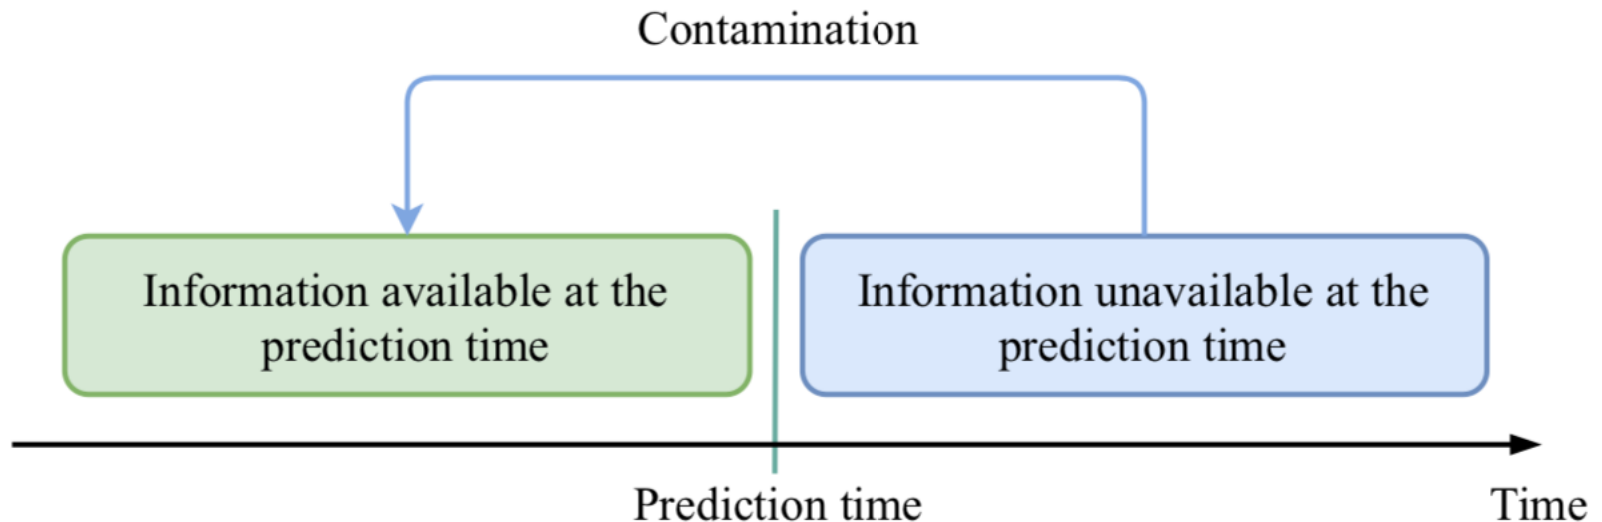 Contamination
Information available at the
prediction time
Information unavailable at the
prediction time
Prediction time
Time